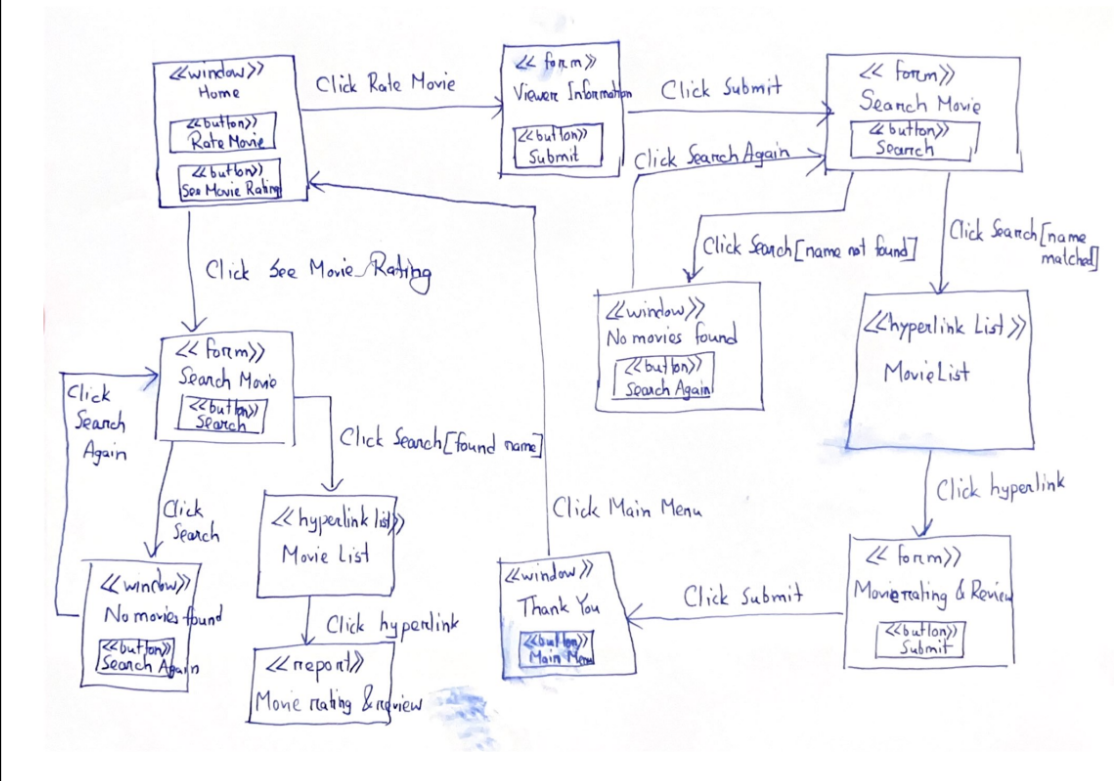 <<window>>
Home
<<button>>
Rate Movie
<<button>>
See Movie Rating
Click Rate Movie
<< form>>
Viewer Information
<<button>>
Submit
Click Submit
<< form>>
Search Movie
<<button>>
Search
Click Search Again
Click Search[name not found]
Click Search[name
matched]
<<window>>
No movies found
<<button>>
Search Again
<<hyperlink List>>
MovieList
Click hyperlink
<< form>>
Movie rating & Review
<<button>>
Submit
Click Submit
<<window>>
Thank You
<<button>>
Main Menu
Click Main Menu
Click See Movie Rating
<< form>>
Search Movie
<<button>>
Search
Click
Search
Again
Click
Search
<<window>>
No movies found
<<button>>
Search Again
Click Search[found name]
<<hyperlink list>>
Movie List
Click hyperlink
<<report>>
Movie rating & review